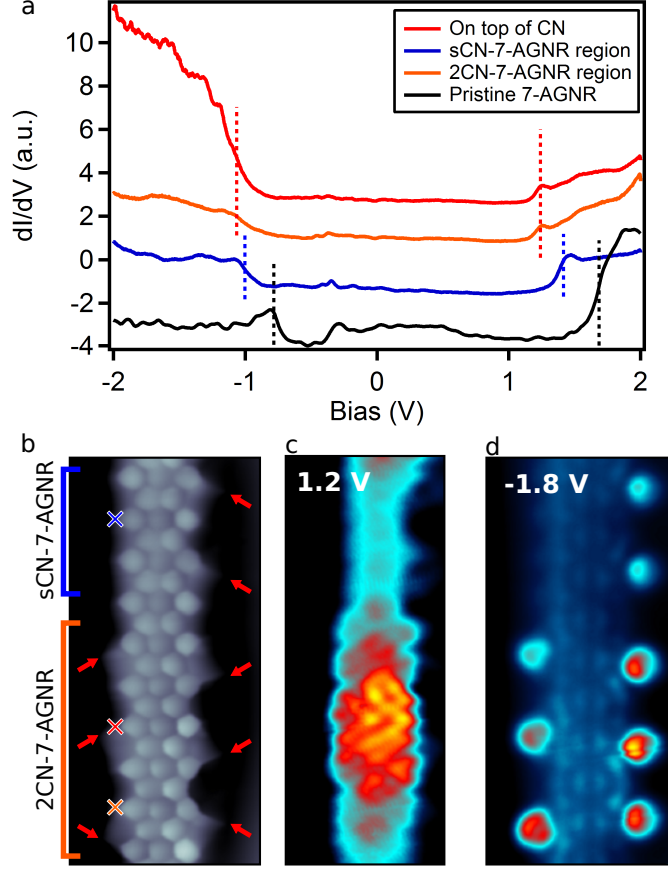 a
dI/dV (a.u.)
10
8
6
4
2
0
-2
-4
On top of CN
sCN-7-AGNR region
2CN-7-AGNR region
Pristine 7-AGNR
-2 -1 0 1 2
Bias (V)
b
c
d
sCN-7-AGNR
2CN-7-AGNR
1.2 V
-1.8 V